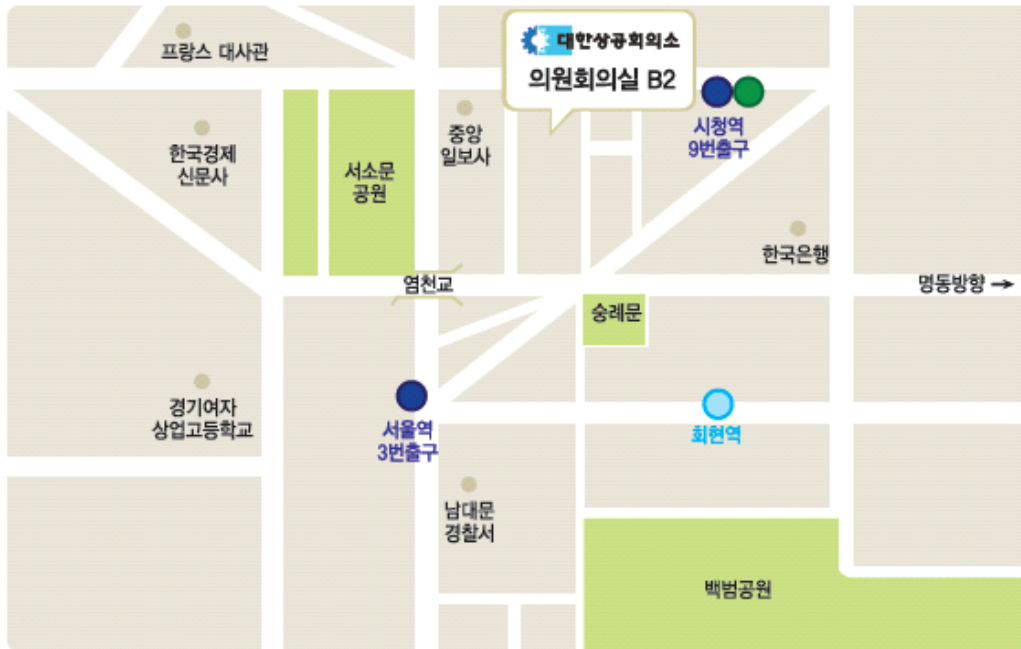 대한상공회의소
의원회의실 B2
프랑스 대사관
시청역
9번출구
중앙
일보사
한국경제
신문사
서소문
공원
한국은행
염천교
명동방향 →
숭례문
경기여자
상업고등학교
서울역
3번출구
회현역
남대문
경찰서
백범공원